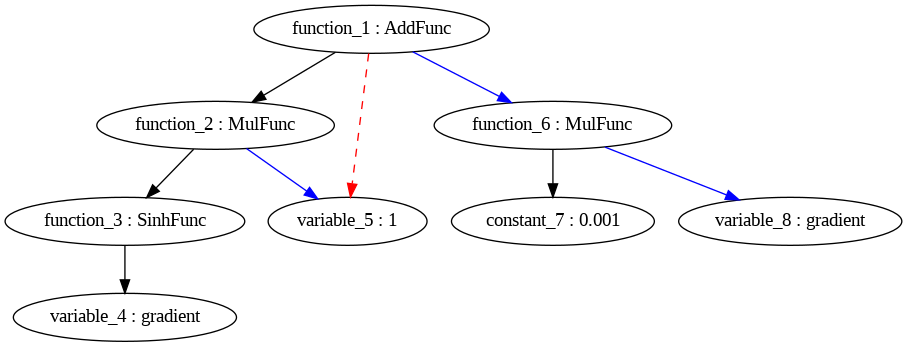 function_1 : AddFunc
function_2 : MulFunc
function_6 : MulFunc
function_3 : SinhFunc
variable_5 : 1
constant_7 : 0.001
variable_8 : gradient
variable_4 : gradient